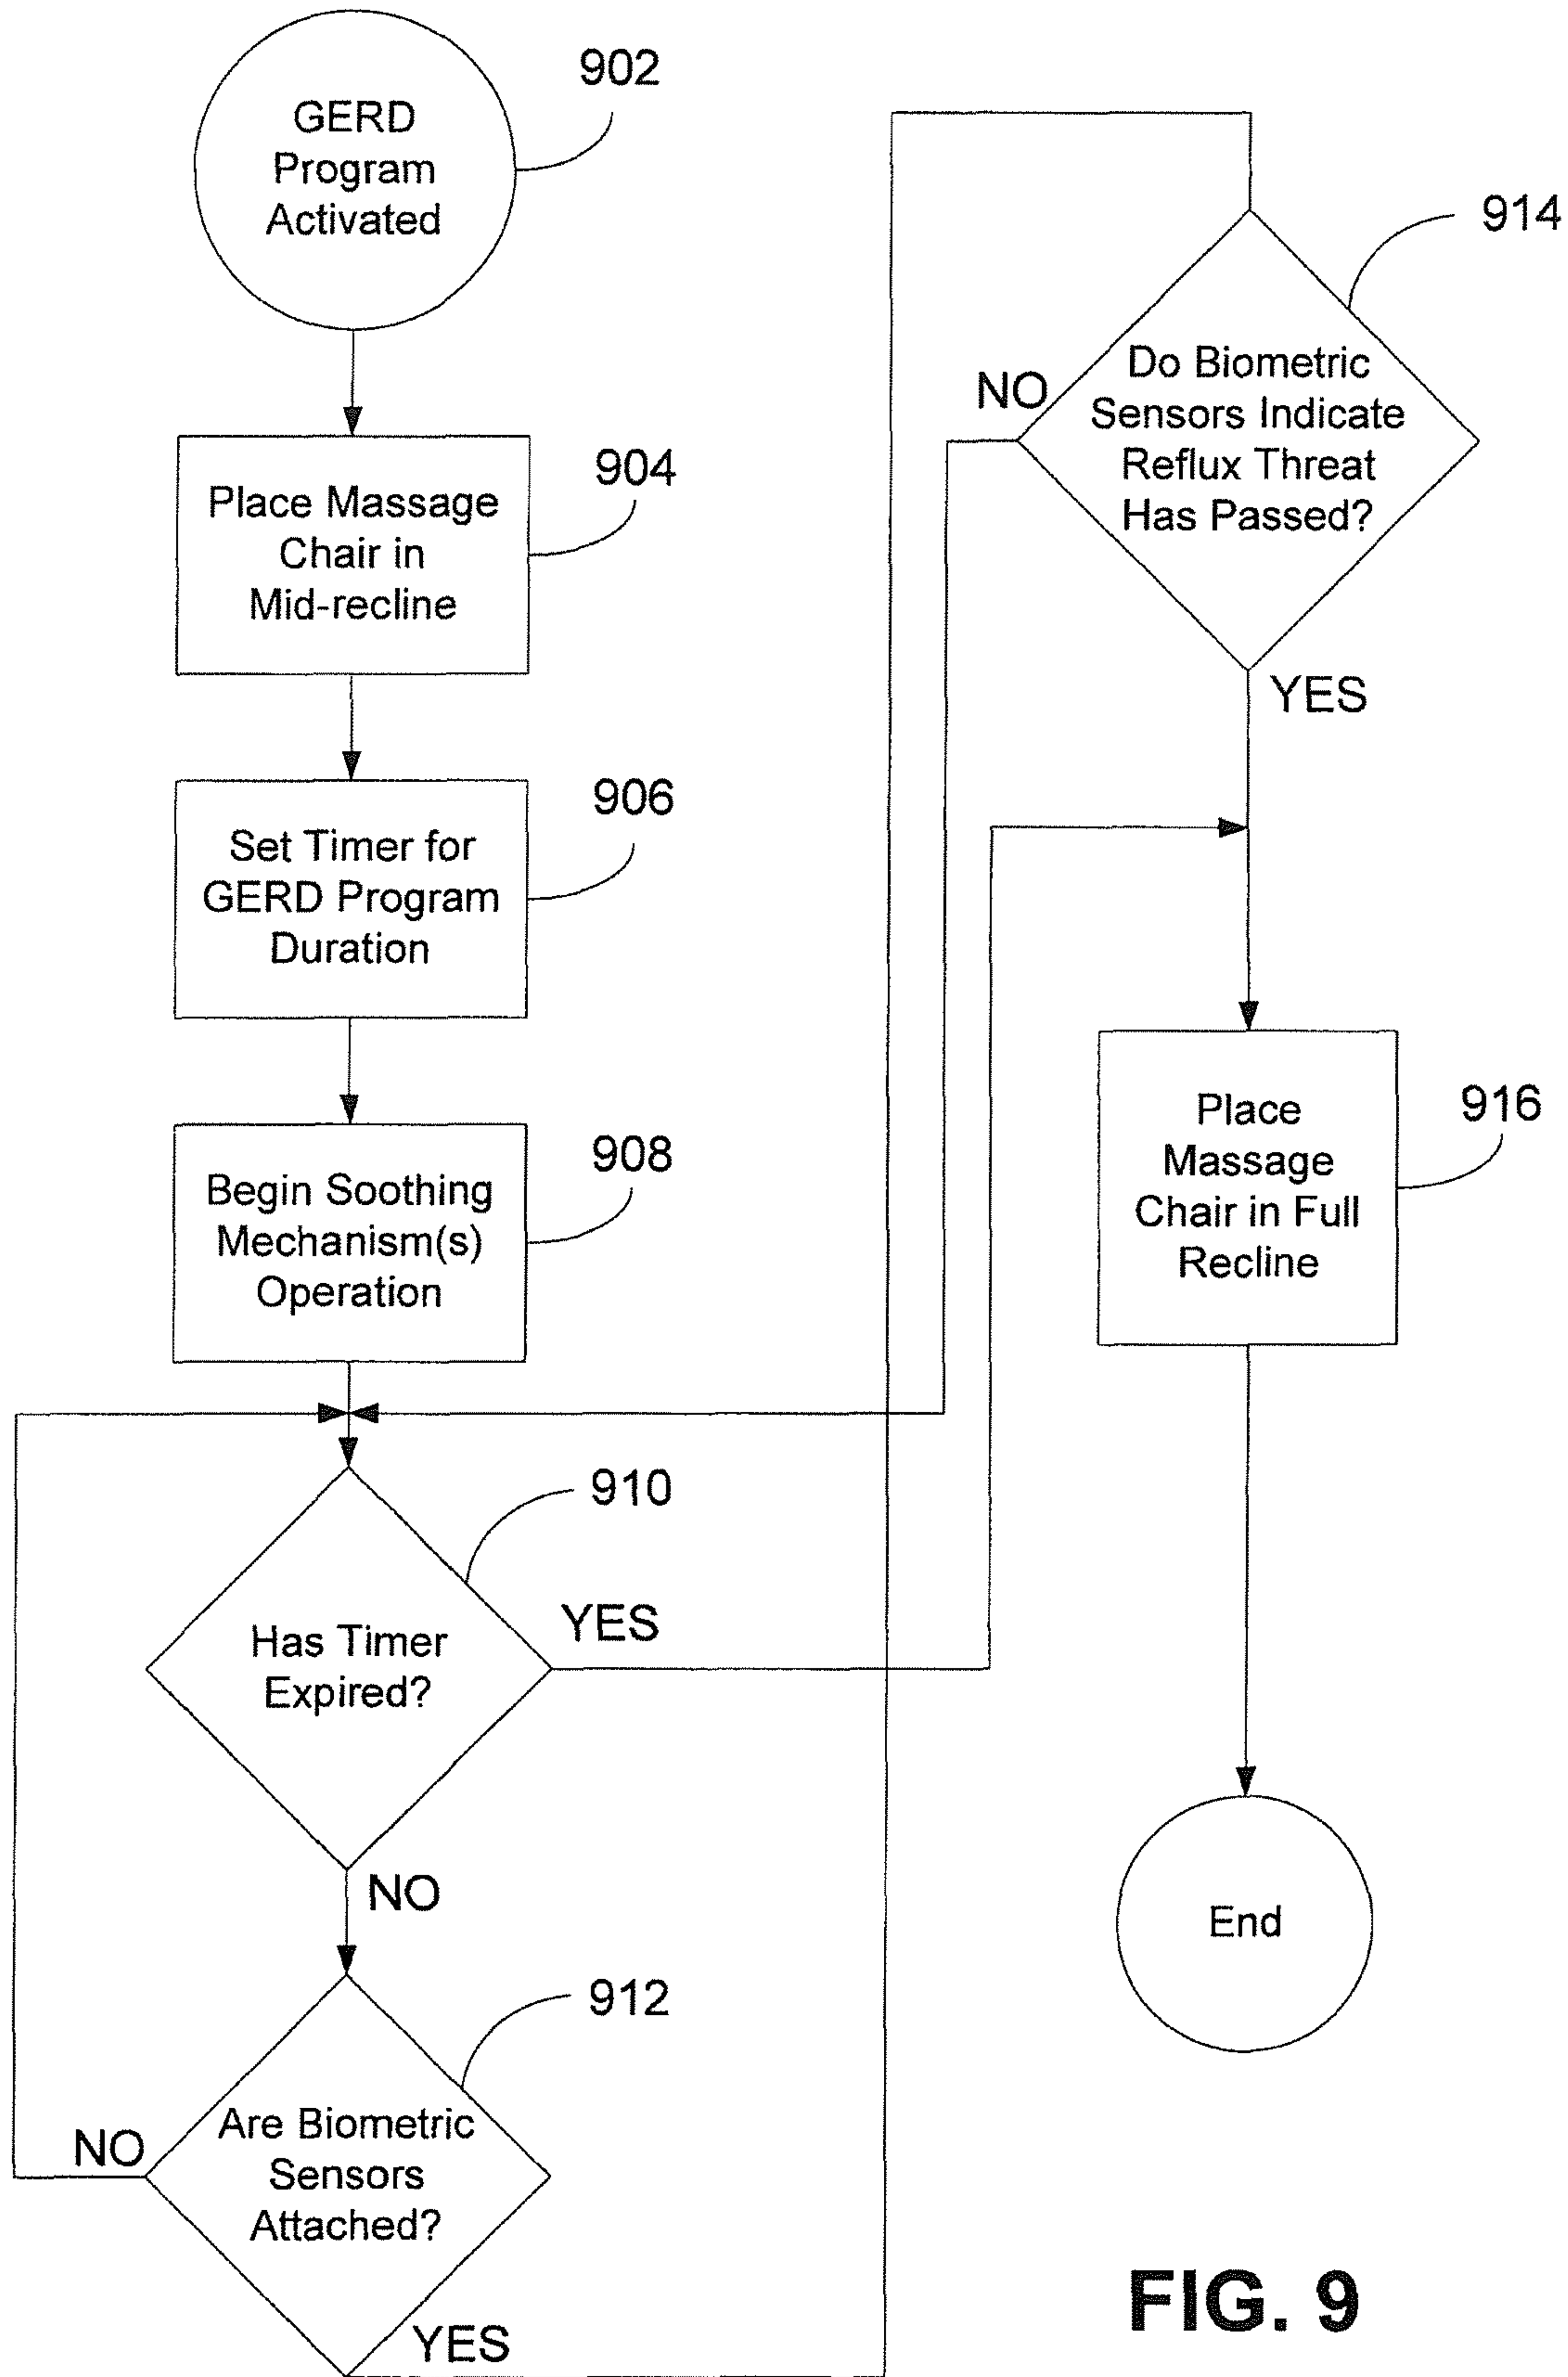 902
GERD
Program
Activated
904
Place Massage
Chair in
Mid-recline
906
Set Timer for
GERD Program
Duration
908
Begin Soothing
Mechanism(s)
Operation
910
Has Timer
Expired?
YES
NO
912
Are Biometric
Sensors
Attached?
NO
YES
914
Do Biometric
Sensors Indicate
Reflux Threat
Has Passed?
NO
YES
916
Place
Massage
Chair in Full
Recline
End
FIG. 9